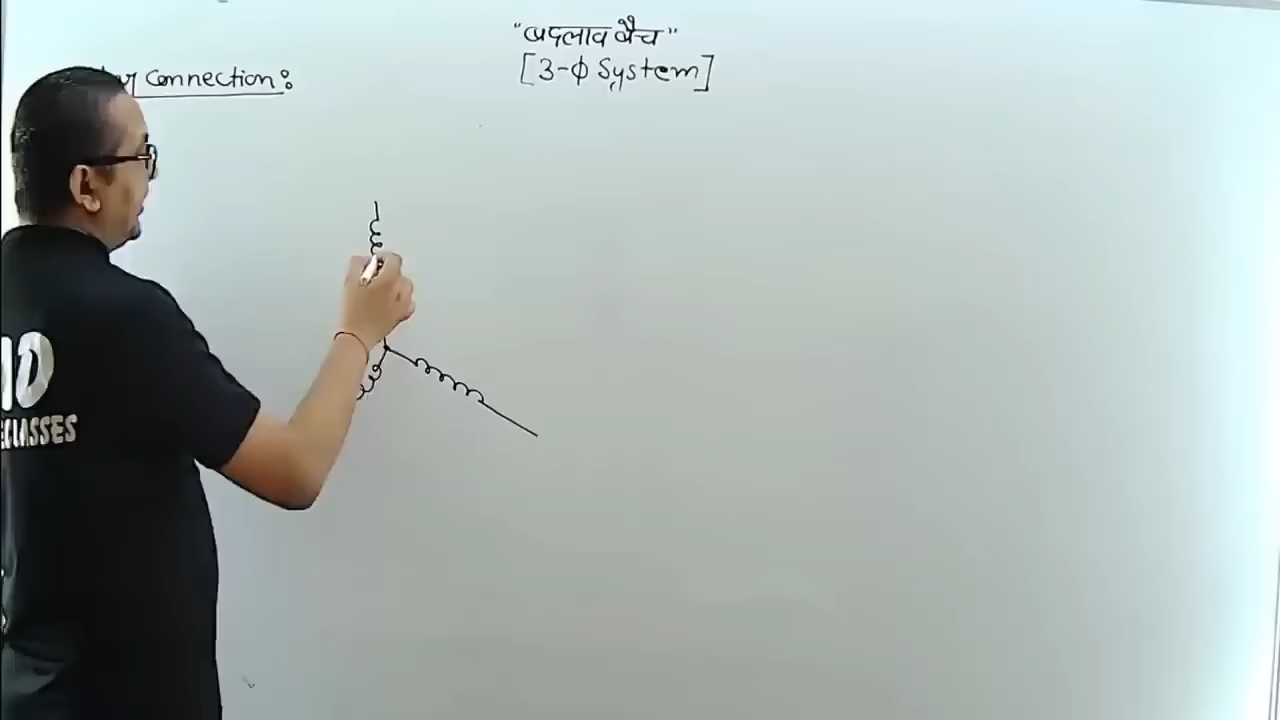 "बदलाव बैच"
[3-ϕ System]
Connection:
CLASSES